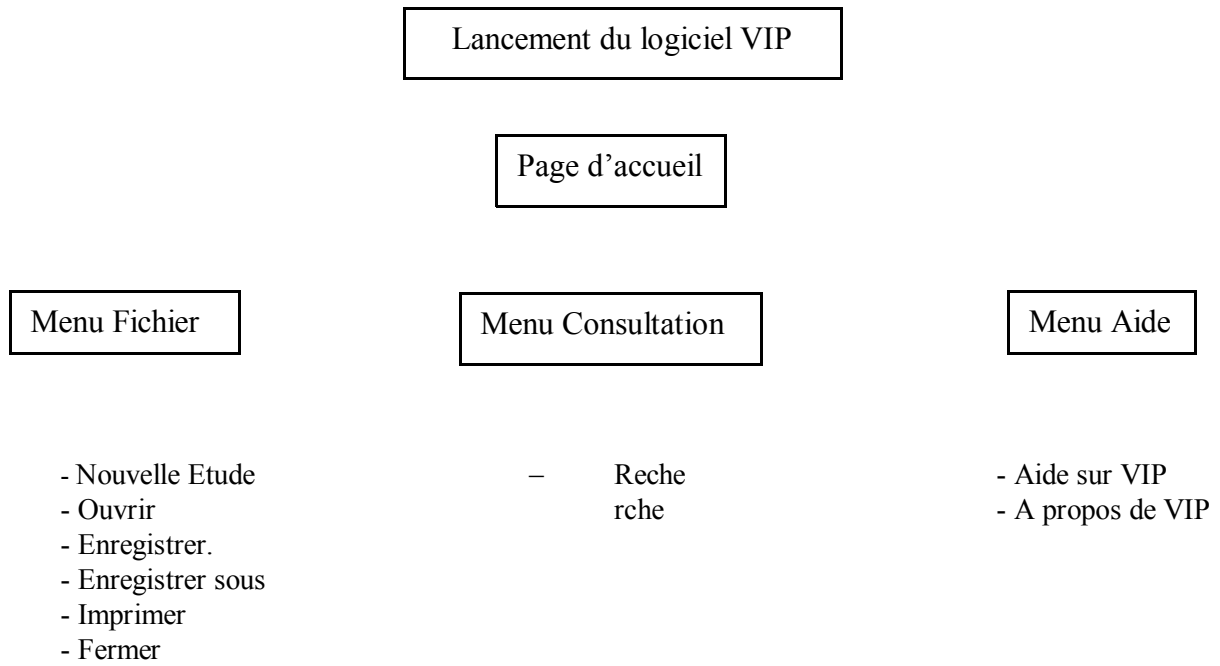 Lancement du logiciel VIP
Page d’accueil
Menu Fichier
Menu Consultation
Menu Aide
- Nouvelle Etude
- Ouvrir
- Enregistrer.
- Enregistrer sous
- Imprimer
- Fermer
– Reche
rche
- Aide sur VIP
- A propos de VIP